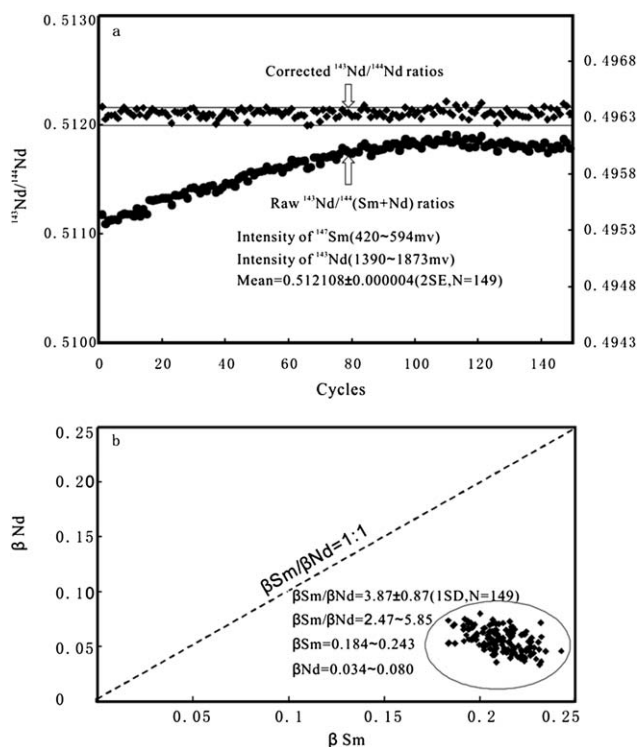 0.5130
a
0.4968
Corrected ¹⁴³Nd/¹⁴⁴Nd ratios
0.5120
0.4963
¹⁴³Nd/¹⁴⁴Nd
0.4958
Raw ¹⁴³Nd/¹⁴⁴(Sm+Nd) ratios
0.5110
0.4953
Intensity of ¹⁴⁷Sm(420~594mv)
Intensity of ¹⁴³Nd(1390~1873mv)
Mean=0.512108±0.000004(2SE,N=149)
0.4948
0.5100
0.4943
0 20 40 60 80 100 120 140
Cycles
0.25
b
0.20
β Nd
0.15
βSm/βNd=1:1
0.10
βSm/βNd=3.87±0.87(1SD,N=149)
βSm/βNd=2.47~5.85
0.05
βSm=0.184~0.243
βNd=0.034~0.080
0
0.05 0.1 0.15 0.2 0.25
β Sm